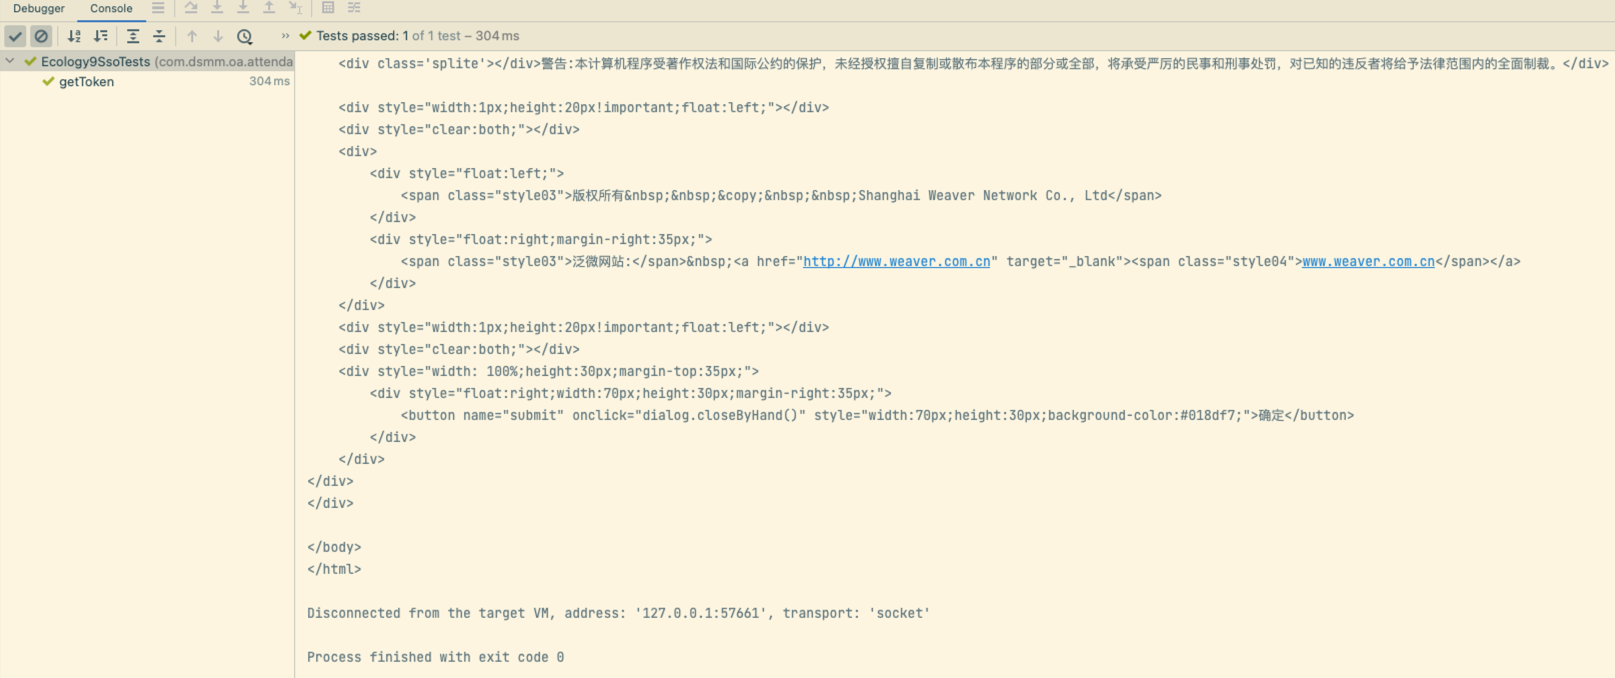 Debugger Console
Tests passed: 1 of 1 test – 304 ms
Ecology9SsoTests (com.dsmm.oa.attenda
getToken 304 ms
<div class='splite'></div>警告:本计算机程序受著作权法和国际公约的保护，未经授权擅自复制或散布本程序的部分或全部，将承受严厉的民事和刑事处罚，对已知的违反者将给予法律范围内的全面制裁。</div>
<div style="width:1px;height:20px!important;float:left;"></div>
<div style="clear:both;"></div>
<div>
<div style="float:left;">
<span class="style03">版权所有&nbsp;&nbsp;&copy;&nbsp;&nbsp;Shanghai Weaver Network Co., Ltd</span>
</div>
<div style="float:right;margin-right:35px;">
<span class="style03">泛微网站:</span>&nbsp;<a href="http://www.weaver.com.cn" target="_blank"><span class="style04">www.weaver.com.cn</span></a>
</div>
</div>
<div style="width:1px;height:20px!important;float:left;"></div>
<div style="clear:both;"></div>
<div style="width: 100%;height:30px;margin-top:35px;">
<div style="float:right;width:70px;height:30px;margin-right:35px;">
<button name="submit" onclick="dialog.closeByHand()" style="width:70px;height:30px;background-color:#018df7;">确定</button>
</div>
</div>
</div>
</div>
</body>
</html>
Disconnected from the target VM, address: '127.0.0.1:57661', transport: 'socket'
Process finished with exit code 0